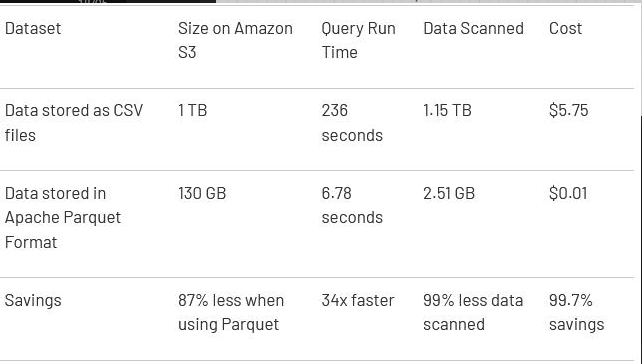 Dataset Size on Amazon S3 Query Run Time Data Scanned Cost
Data stored as CSV files 1 TB 236 seconds 1.15 TB $5.75
Data stored in Apache Parquet Format 130 GB 6.78 seconds 2.51 GB $0.01
Savings 87% less when using Parquet 34x faster 99% less data scanned 99.7% savings